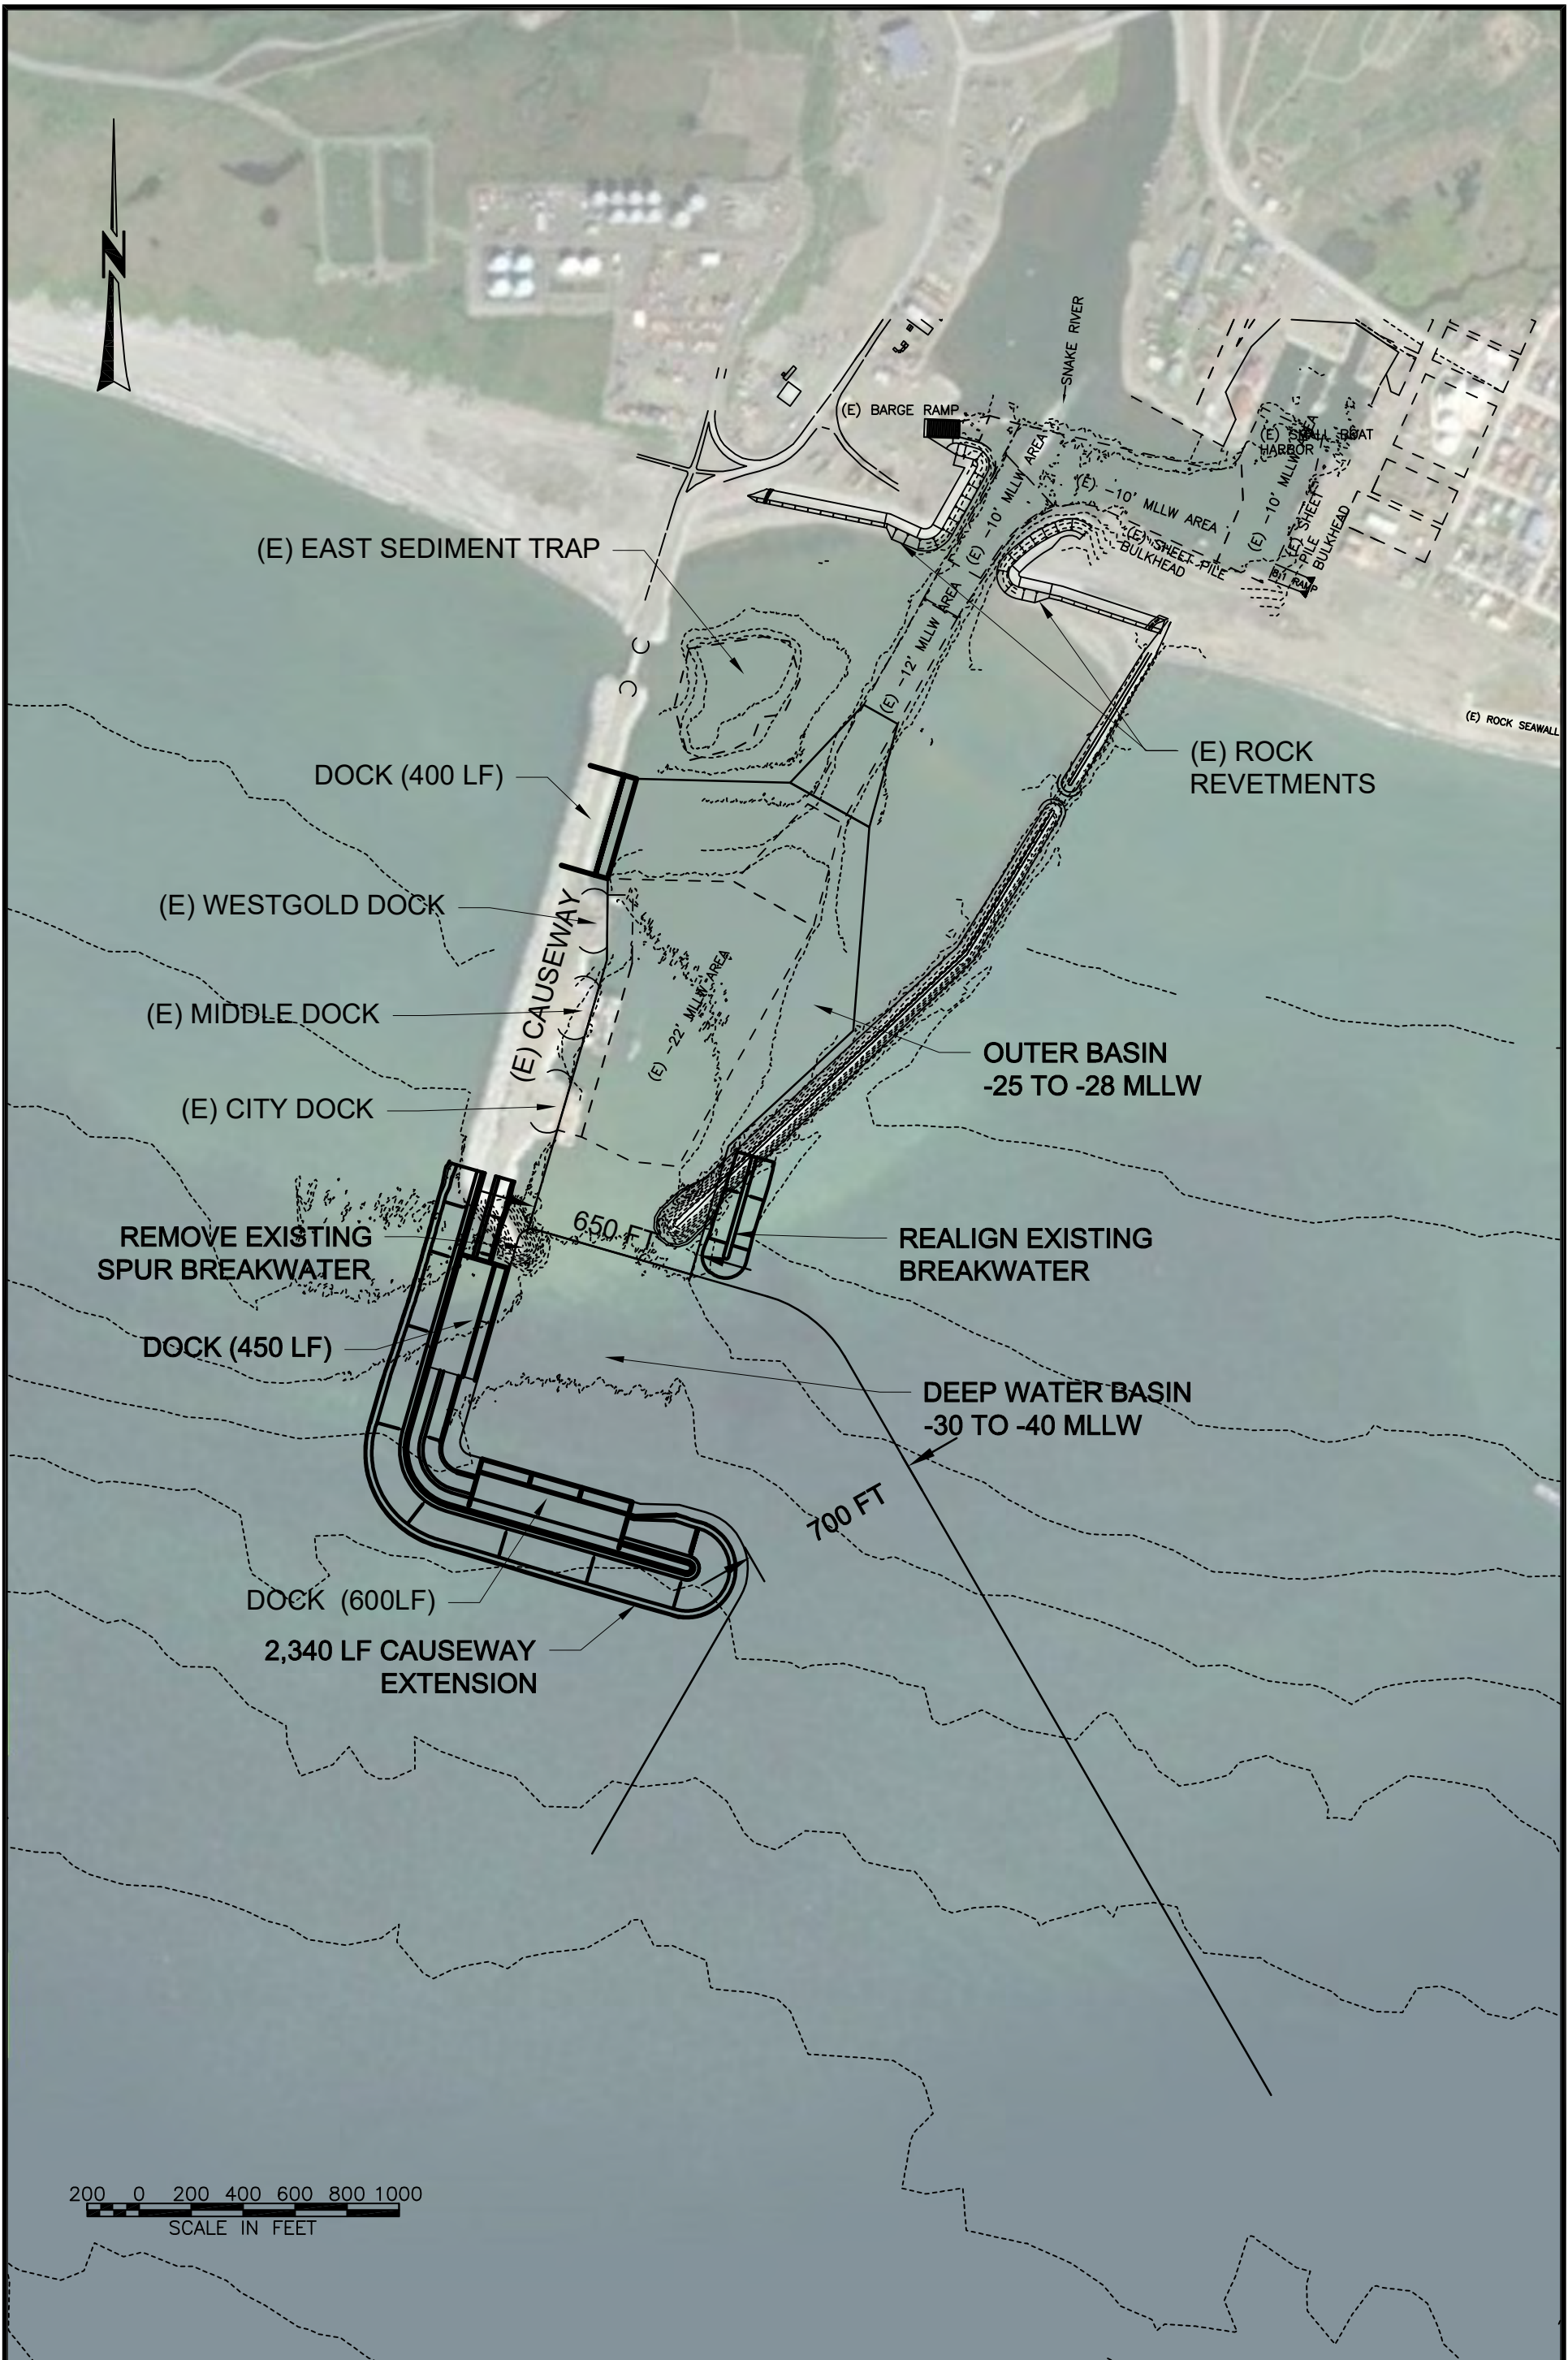 N
SNAKE RIVER
(E) BARGE RAMP
(E) SMALL BOAT
HARBOR
(E) -10' MLLW AREA
(E) -10' MLLW AREA
(E) -10' MLLW AREA
(E) SHEET PILE
BULKHEAD
(E) SHEET
PILE
BULKHEAD
RAMP
(E) EAST SEDIMENT TRAP
(E) -12' MLLW AREA
(E) ROCK SEAWALL
(E) ROCK
REVETMENTS
DOCK (400 LF)
(E) WESTGOLD DOCK
(E) CAUSEWAY
(E) -22' MLLW AREA
(E) MIDDLE DOCK
OUTER BASIN
-25 TO -28 MLLW
(E) CITY DOCK
650 FT
REMOVE EXISTING
SPUR BREAKWATER
REALIGN EXISTING
BREAKWATER
DOCK (450 LF)
DEEP WATER BASIN
-30 TO -40 MLLW
700 FT
DOCK (600LF)
2,340 LF CAUSEWAY
EXTENSION
200 0 200 400 600 800 1000
SCALE IN FEET